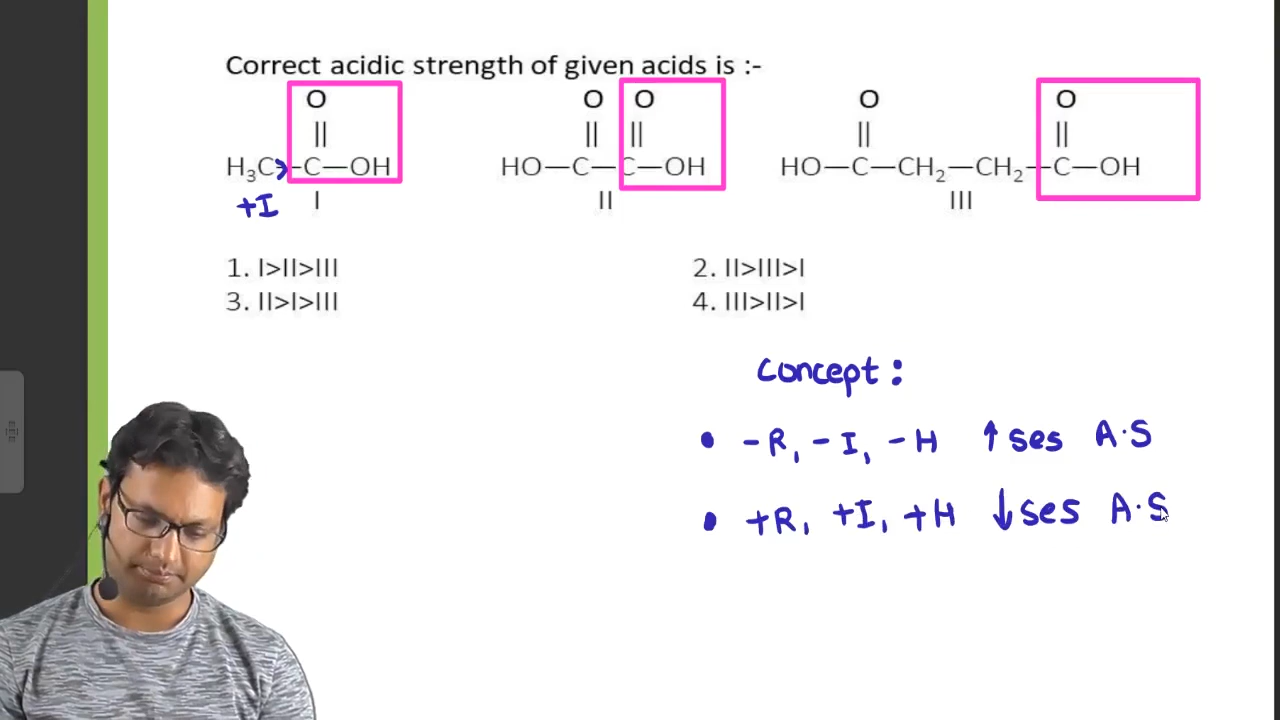 Correct acidic strength of given acids is :-
O O O O O
|| || || || ||
H₃C—C—OH HO—C—C—OH HO—C—CH₂—CH₂—C—OH
+I I II III
1. I>II>III 2. II>III>I
3. II>I>III 4. III>II>I
Concept :
• -R, -I, -H ↑ses A·S
• +R, +I, +H ↓ses A·S